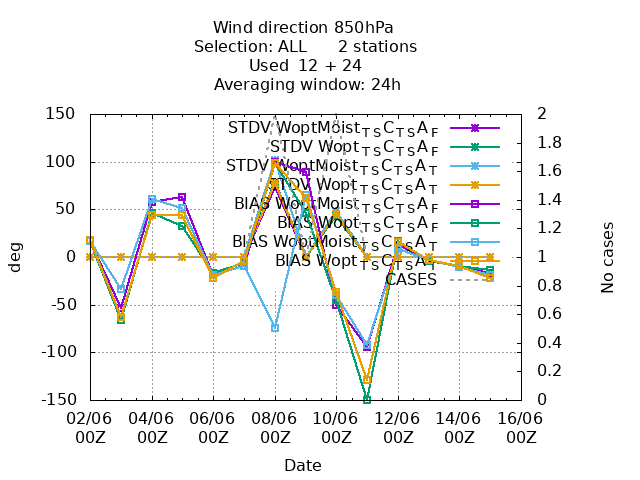 Wind direction 850hPa
Selection: ALL 2 stations
Used 12 + 24
Averaging window: 24h
150 2
STDV WoptMoist_TSC_TSA_F
1.8
STDV Wopt_TSC_TSA_F
100
STDV WoptMoist_TSC_TSA_T
1.6
STDV Wopt_TSC_TSA_T
50 1.4
BIAS WoptMoist_TSC_TSA_F
BIAS Wopt_TSC_TSA_F
1.2
BIAS WoptMoist_TSC_TSA_T
0 1
BIAS Wopt_TSC_TSA_T
CASES
0.8
-50
0.6
-100
0.4
0.2
-150 0
deg
No cases
02/06 04/06 06/06 08/06 10/06 12/06 14/06 16/06
00Z 00Z 00Z 00Z 00Z 00Z 00Z 00Z
Date